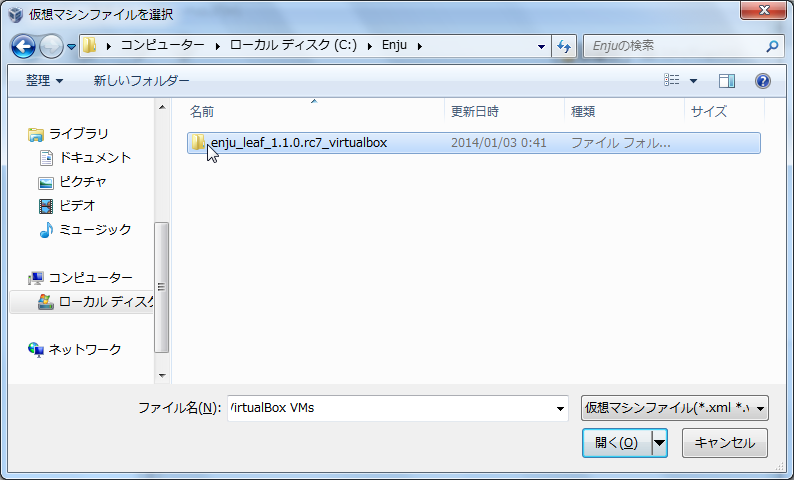 仮想マシンファイルを選択
コンピューター ▸ ローカル ディスク (C:) ▸ Enju ▸
Enjuの検索
整理 新しいフォルダー
名前 更新日時 種類 サイズ
enju_leaf_1.1.0.rc7_virtualbox 2014/01/03 0:41 ファイル フォル...
ライブラリ
ドキュメント
ピクチャ
ビデオ
ミュージック
コンピューター
ローカル ディスク
ネットワーク
ファイル名(N): VirtualBox VMs
仮想マシンファイル(*.xml *.v
開く(O) キャンセル